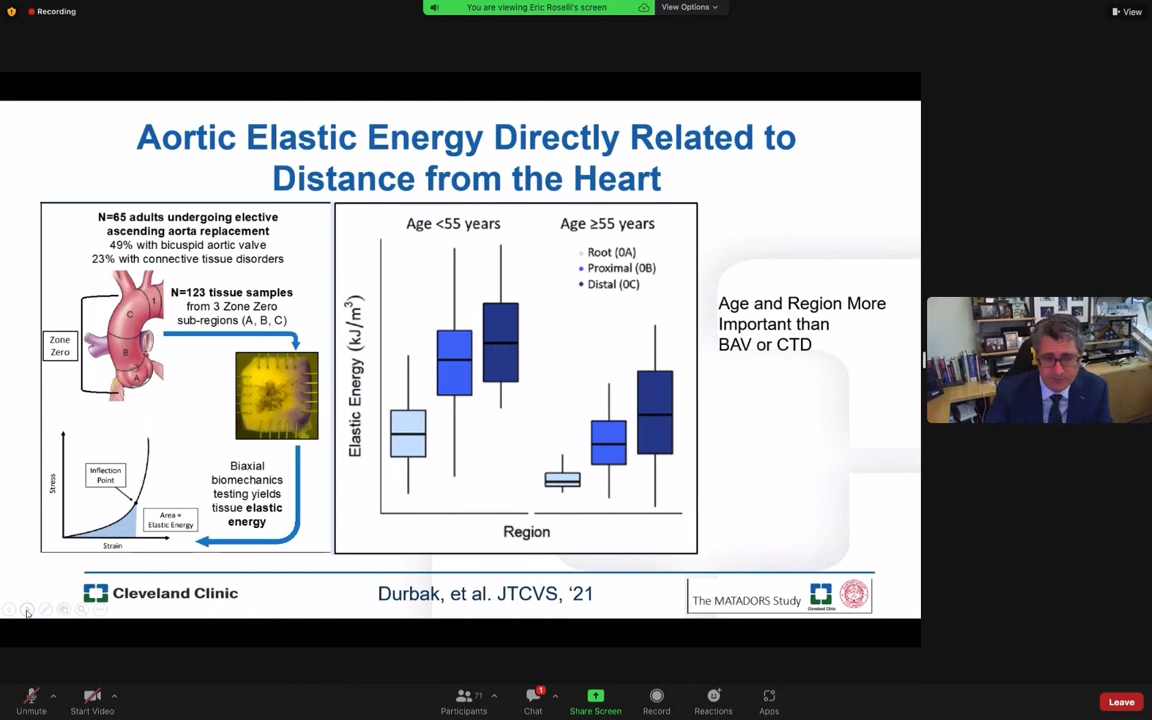 Recording
You are viewing Eric Roselli's screen
View Options
View
Aortic Elastic Energy Directly Related to
Distance from the Heart
N=65 adults undergoing elective
ascending aorta replacement
49% with bicuspid aortic valve
23% with connective tissue disorders
N=123 tissue samples
from 3 Zone Zero
sub-regions (A, B, C)
Zone
Zero
1
C
B
A
Biaxial
biomechanics
testing yields
tissue elastic
energy
Stress
Inflection
Point
Area =
Elastic Energy
Strain
Age <55 years
Age ≥55 years
Root (0A)
Proximal (0B)
Distal (0C)
Elastic Energy (kJ/m³)
Region
Age and Region More
Important than
BAV or CTD
Cleveland Clinic
Durbak, et al. JTCVS, ‘21
The MATADORS Study
Cleveland Clinic
Unmute
Start Video
Participants
71
Chat
1
Share Screen
Record
Reactions
Apps
Leave